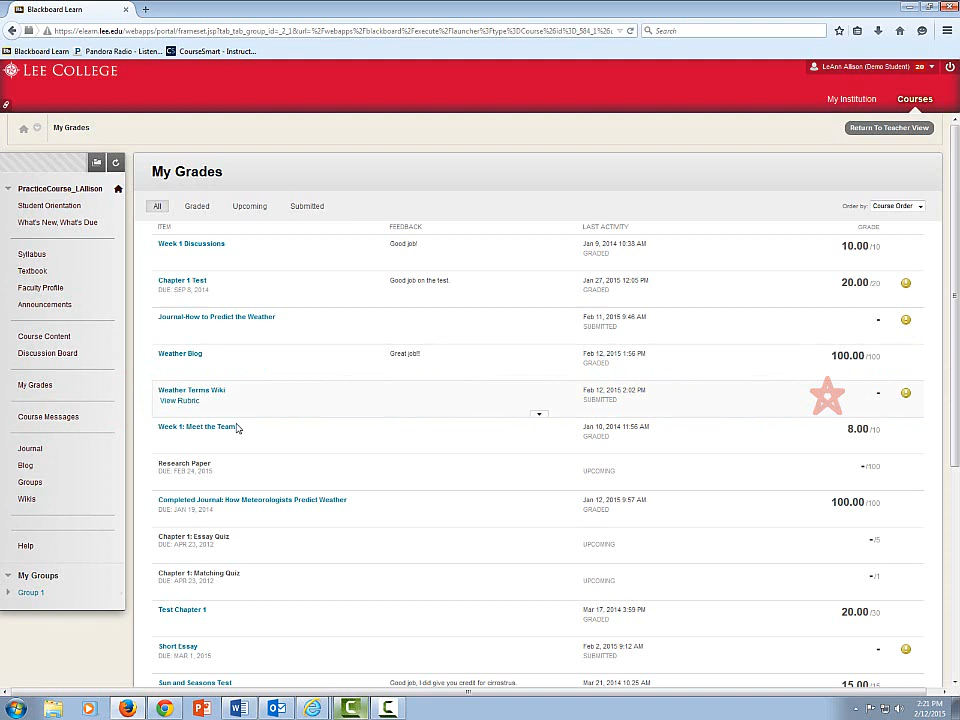 Blackboard Learn
https://elearn.lee.edu/webapps/portal/frameset.jsp?tab_tab_group_id=_2_1&url=%2Fwebapps%2Fblackboard%2Fexecute%2Flauncher%3Ftype%3DCourse%26id%3D_584_1%26u
Search
Blackboard Learn
Pandora Radio - Listen...
CourseSmart - Instruct...
LEE COLLEGE
LeAnn Allison (Demo Student) 20
My Institution
Courses
My Grades
Return To Teacher View
PracticeCourse_LAllison
Student Orientation
What's New, What's Due
Syllabus
Textbook
Faculty Profile
Announcements
Course Content
Discussion Board
My Grades
Course Messages
Journal
Blog
Groups
Wikis
Help
My Groups
Group 1
My Grades
All Graded Upcoming Submitted
Order by: Course Order
ITEM FEEDBACK LAST ACTIVITY GRADE
Week 1 Discussions Good job! Jan 9, 2014 10:38 AM 10.00/10
GRADED
Chapter 1 Test Good job on the test. Jan 27, 2015 12:05 PM 20.00/20
DUE: SEP 8, 2014 GRADED
Journal-How to Predict the Weather Feb 11, 2015 9:46 AM -
SUBMITTED
Weather Blog Great job!! Feb 12, 2015 1:56 PM 100.00/100
GRADED
Weather Terms Wiki Feb 12, 2015 2:02 PM -
View Rubric SUBMITTED
Week 1: Meet the Team Jan 10, 2014 11:56 AM 8.00/10
GRADED
Research Paper -/100
DUE: FEB 24, 2015 UPCOMING
Completed Journal: How Meteorologists Predict Weather Jan 12, 2015 9:57 AM 100.00/100
DUE: JAN 19, 2014 GRADED
Chapter 1: Essay Quiz -/5
DUE: APR 23, 2012 UPCOMING
Chapter 1: Matching Quiz -/1
DUE: APR 23, 2012 UPCOMING
Test Chapter 1 Mar 17, 2014 3:59 PM 20.00/30
GRADED
Short Essay Feb 2, 2015 9:12 AM -
DUE: MAR 1, 2015 SUBMITTED
Sun and Seasons Test Good job, I did give you credit for cirrostrus. Mar 21, 2014 10:25 AM 15.00/15
2:21 PM
2/12/2015